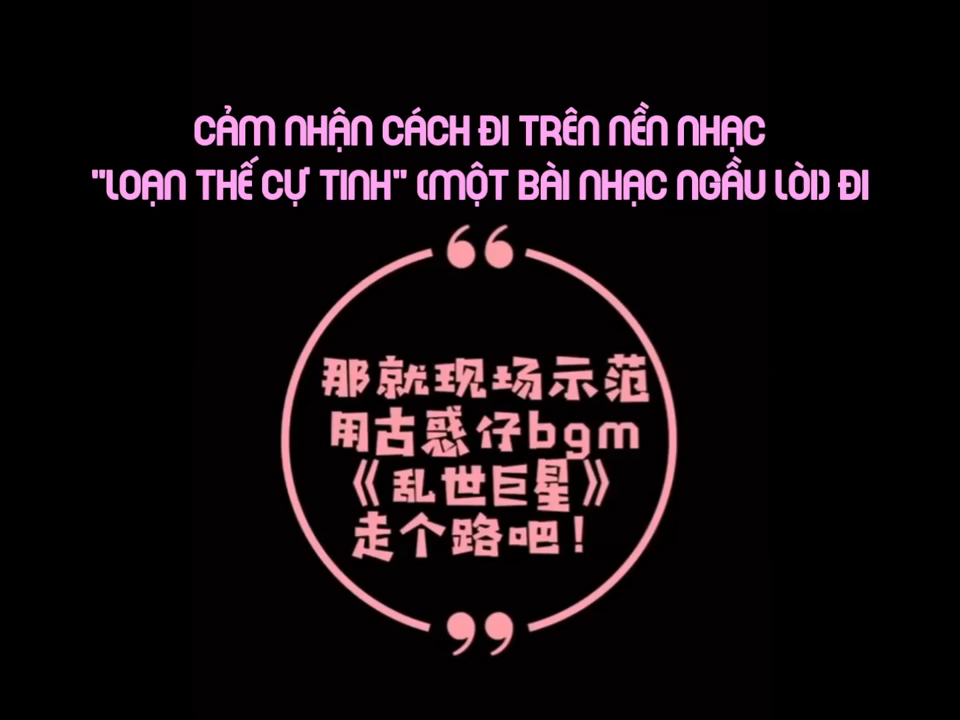 CẢM NHẬN CÁCH ĐI TRÊN NỀN NHẠC
"LOẠN THẾ CỰ TINH" (MỘT BÀI NHẠC NGẦU LÒI) ĐI
那就现场示范
用古惑仔bgm
《乱世巨星》
走个路吧!